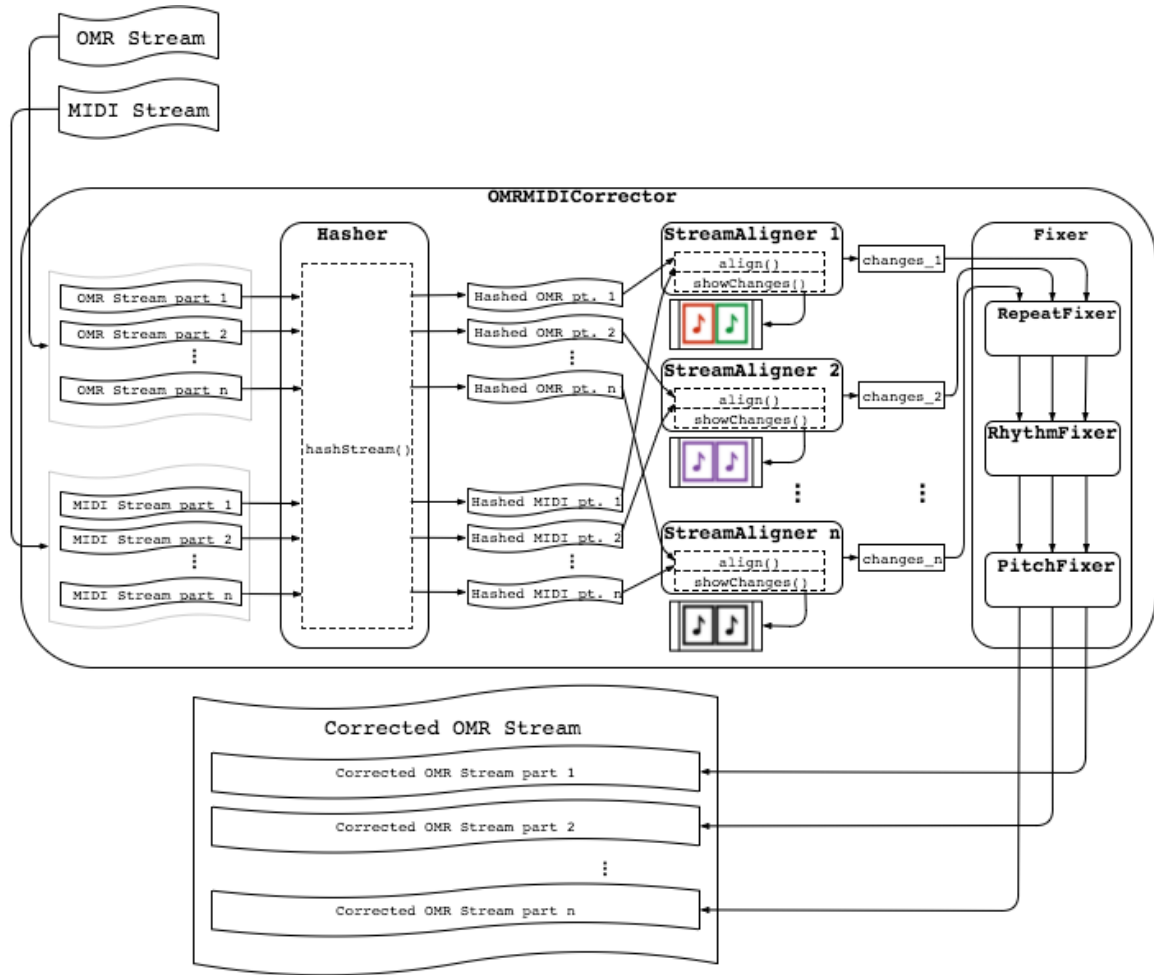 OMR Stream
MIDI Stream
OMRMIDICorrector
Hasher
hashStream()
OMR Stream part 1
OMR Stream part 2
⋮
OMR Stream part n
MIDI Stream part 1
MIDI Stream part 2
⋮
MIDI Stream part n
Hashed OMR pt. 1
Hashed OMR pt. 2
⋮
Hashed OMR pt. n
Hashed MIDI pt. 1
Hashed MIDI pt. 2
⋮
Hashed MIDI pt. n
StreamAligner 1
align()
showChanges()
StreamAligner 2
align()
showChanges()
⋮
StreamAligner n
align()
showChanges()
changes_1
changes_2
⋮
changes_n
Fixer
RepeatFixer
RhythmFixer
PitchFixer
Corrected OMR Stream
Corrected OMR Stream part 1
Corrected OMR Stream part 2
⋮
Corrected OMR Stream part n